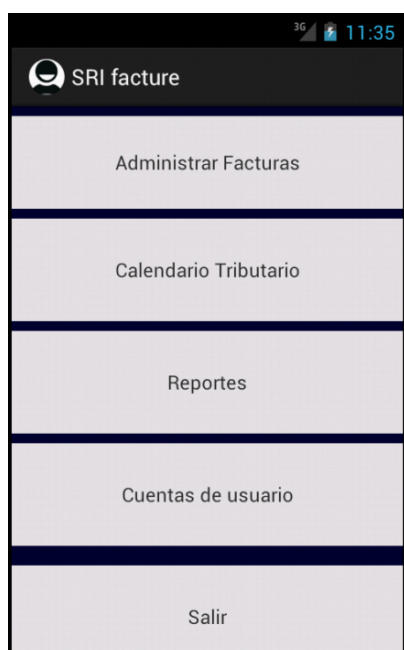 3G 11:35
SRI facture
Administrar Facturas
Calendario Tributario
Reportes
Cuentas de usuario
Salir